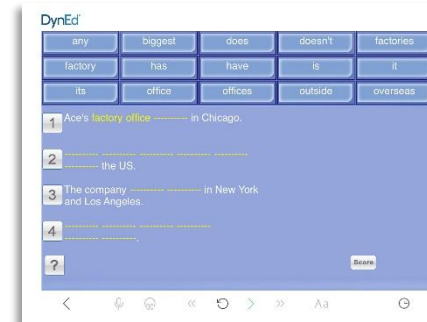 DynEd
any biggest does doesn't factories
factory has have is it
its office offices outside overseas
1 Ace's factory office ---------- in Chicago.
2 ---------- ---------- ---------- ---------- ----------
---------- the US.
3 The company ---------- ---------- in New York
and Los Angeles.
4 ---------- ---------- ---------- ----------
---------- ----------.
? Score
Aa